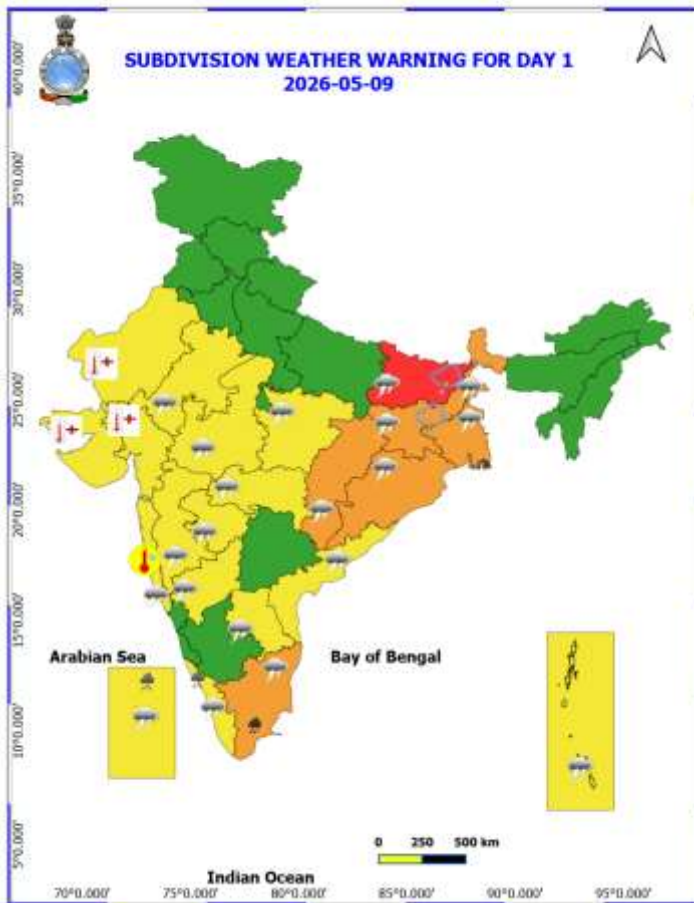 SUBDIVISION WEATHER WARNING FOR DAY 1
2026-05-09
40°0.000'
35°0.000'
30°0.000'
25°0.000'
20°0.000'
15°0.000'
10°0.000'
5°0.000'
Arabian Sea
Bay of Bengal
0 250 500 km
Indian Ocean
70°0.000' 75°0.000' 80°0.000' 85°0.000' 90°0.000' 95°0.000'